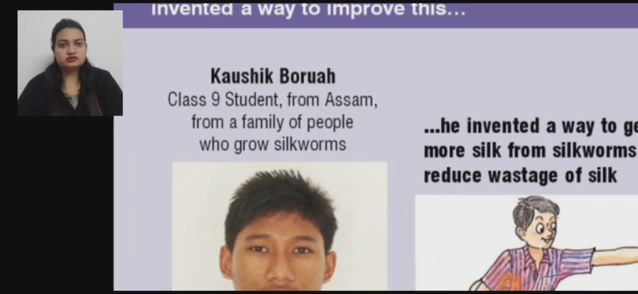 invented a way to improve this...
Kaushik Boruah
Class 9 Student, from Assam,
from a family of people
who grow silkworms
...he invented a way to
more silk from silkworms
reduce wastage of silk